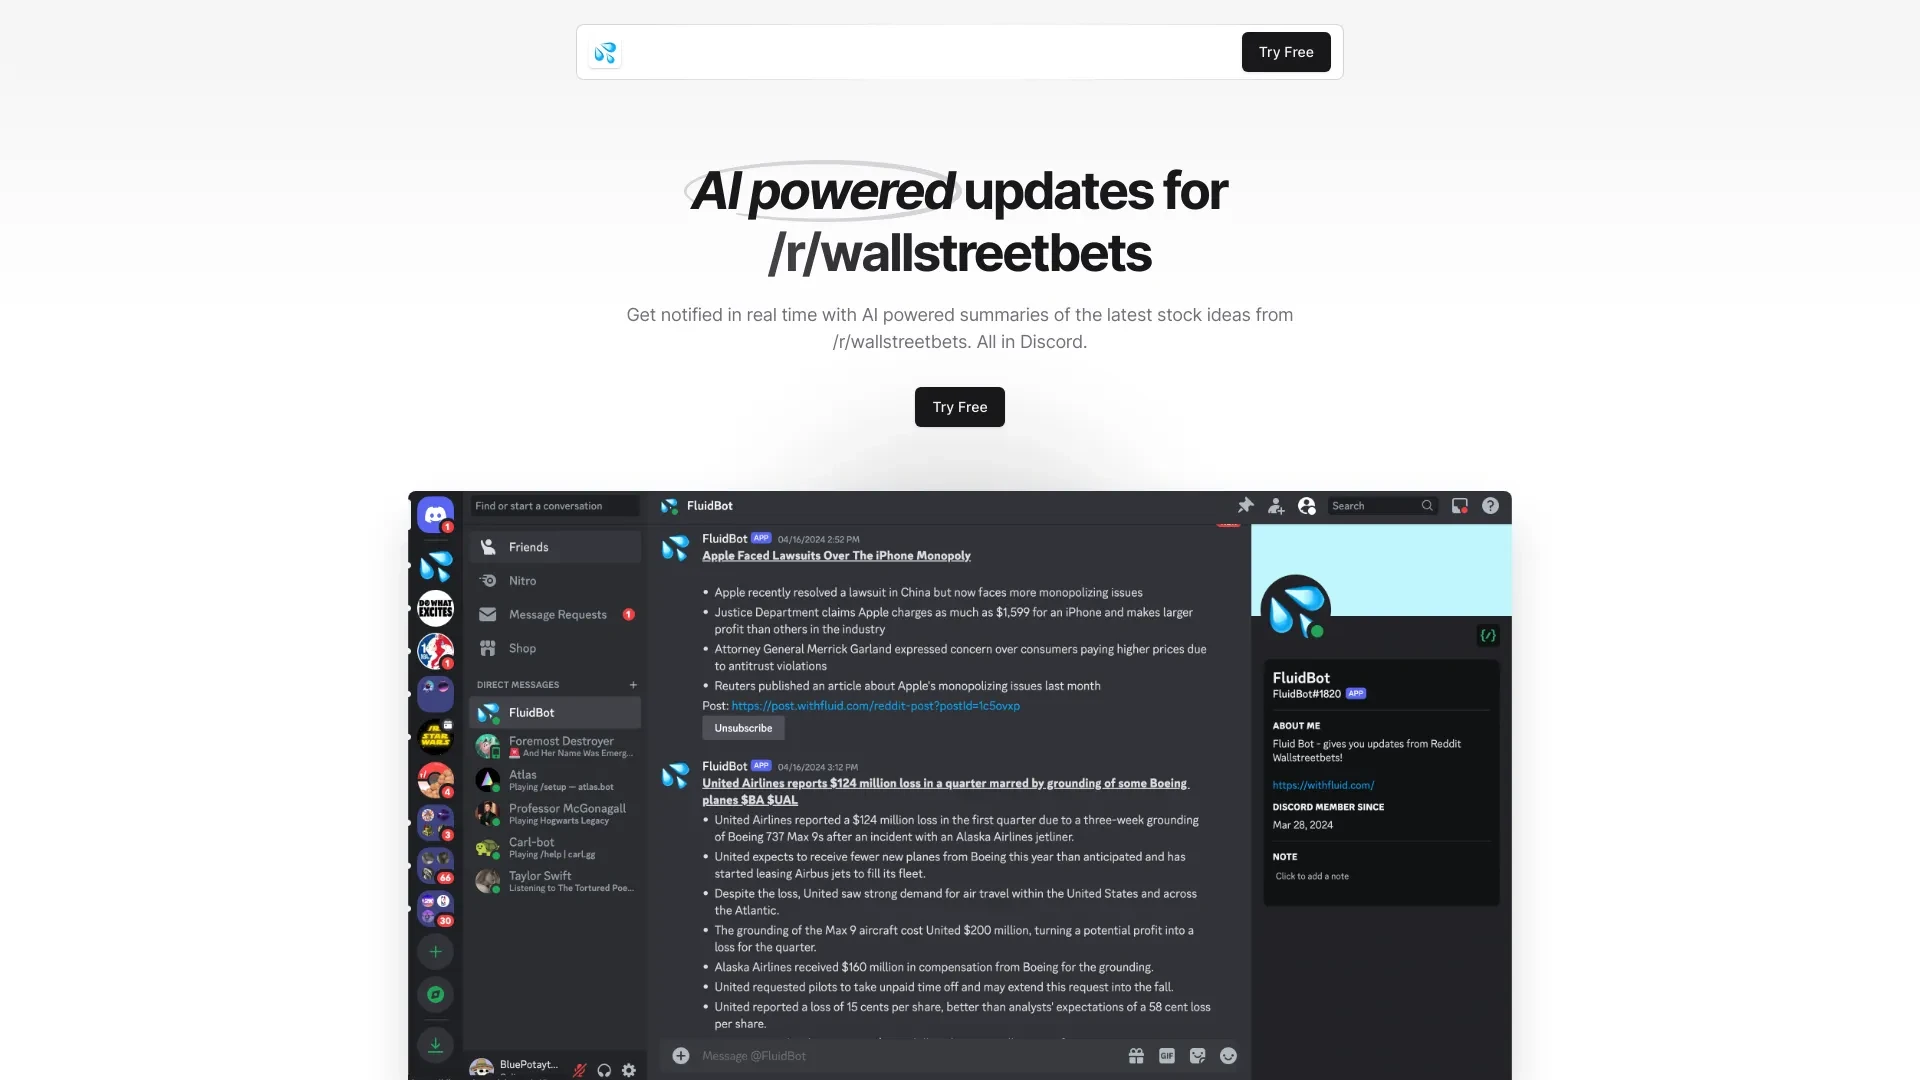 Try Free
AI powered updates for
/r/wallstreetbets
Get notified in real time with AI powered summaries of the latest stock ideas from
/r/wallstreetbets. All in Discord.
Try Free
1
DO WHAT
EXCITES
1
STAR
WARS
4
3
66
30
Find or start a conversation
Friends
Nitro
Message Requests 1
Shop
DIRECT MESSAGES +
FluidBot
Foremost Destroyer
And Her Name Was Emerg...
Atlas
Playing /setup — atlas.bot
Professor McGonagall
Playing Hogwarts Legacy
Carl-bot
Playing /help | carl.gg
Taylor Swift
Listening to The Tortured Poe...
BluePotayt...
FluidBot
Search
FluidBot APP 04/16/2024 2:52 PM
Apple Faced Lawsuits Over The iPhone Monopoly
• Apple recently resolved a lawsuit in China but now faces more monopolizing issues
• Justice Department claims Apple charges as much as $1,599 for an iPhone and makes larger
profit than others in the industry
• Attorney General Merrick Garland expressed concern over consumers paying higher prices due
to antitrust violations
• Reuters published an article about Apple's monopolizing issues last month
Post: https://post.withfluid.com/reddit-post?postId=1c5ovxp
Unsubscribe
FluidBot APP 04/16/2024 3:12 PM
United Airlines reports $124 million loss in a quarter marred by grounding of some Boeing
planes $BA $UAL
• United Airlines reported a $124 million loss in the first quarter due to a three-week grounding
of Boeing 737 Max 9s after an incident with an Alaska Airlines jetliner.
• United expects to receive fewer new planes from Boeing this year than anticipated and has
started leasing Airbus jets to fill its fleet.
• Despite the loss, United saw strong demand for air travel within the United States and across
the Atlantic.
• The grounding of the Max 9 aircraft cost United $200 million, turning a potential profit into a
loss for the quarter.
• Alaska Airlines received $160 million in compensation from Boeing for the grounding.
• United requested pilots to take unpaid time off and may extend this request into the fall.
• United reported a loss of 15 cents per share, better than analysts' expectations of a 58 cent loss
per share.
Message @FluidBot
GIF
FluidBot
FluidBot#1820 APP
ABOUT ME
Fluid Bot - gives you updates from Reddit
Wallstreetbets!
https://withfluid.com/
DISCORD MEMBER SINCE
Mar 28, 2024
NOTE
Click to add a note